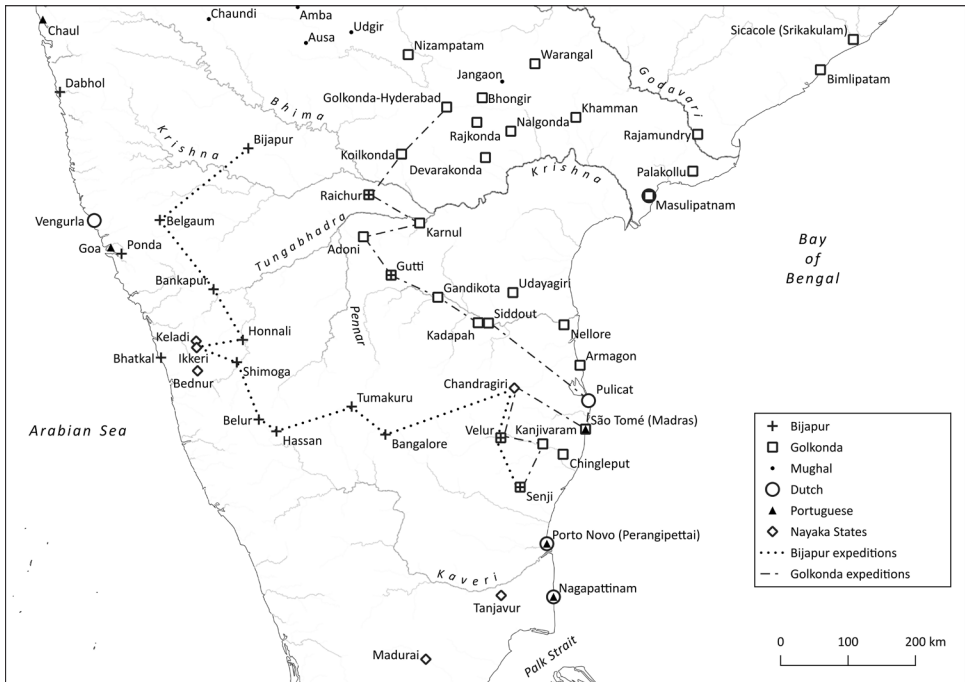 Chaul
Chaundi
Amba
Udgir
Ausa
Nizampatam
Warangal
Sicacole (Srikakulam)
Bimlipatam
Dabhol
Jangaon
Godavari
Golkonda-Hyderabad
Bhongir
Bhima
Khamman
Rajkonda
Nalgonda
Rajamundry
Krishna
Bijapur
Koilkonda
Devarakonda
Krishna
Palakollu
Raichur
Masulipatnam
Vengurla
Belgaum
Tungabhadra
Karnul
Goa
Ponda
Adoni
Bay
of
Bengal
Gutti
Bankapur
Gandikota
Udayagiri
Pennar
Siddout
Kadapah
Nellore
Honnali
Keladi
Ikkeri
Bhatkal
Shimoga
Bednur
Armagon
Chandragiri
Pulicat
Tumakuru
Belur
Hassan
Bangalore
Velur
Kanjivaram
São Tomé (Madras)
Chingleput
Arabian Sea
Senji
Porto Novo (Perangipettai)
Kaveri
Nagapattinam
Tanjavur
Madurai
Palk Strait
Bijapur
Golkonda
Mughal
Dutch
Portuguese
Nayaka States
Bijapur expeditions
Golkonda expeditions
0 100 200 km